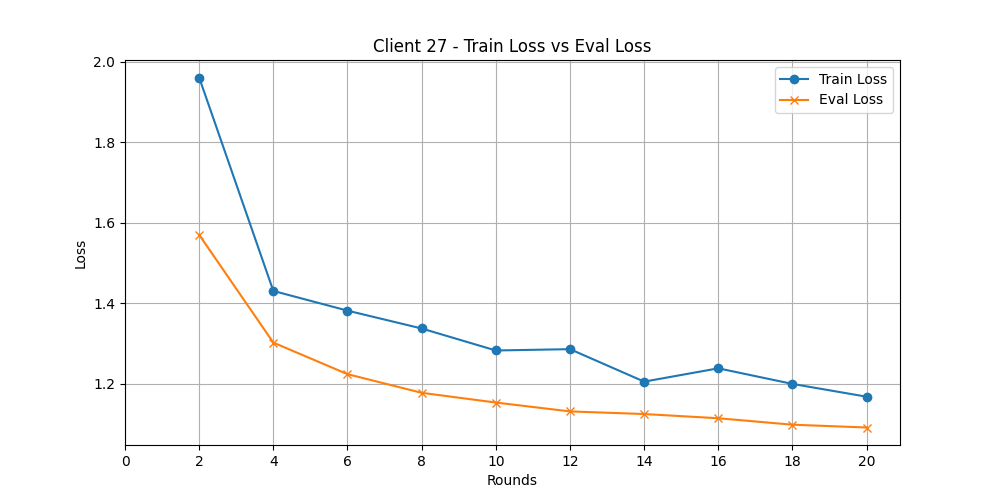 Client 27 - Train Loss vs Eval Loss
Train Loss
Eval Loss
2.0
1.8
1.6
1.4
1.2
Loss
0 2 4 6 8 10 12 14 16 18 20
Rounds